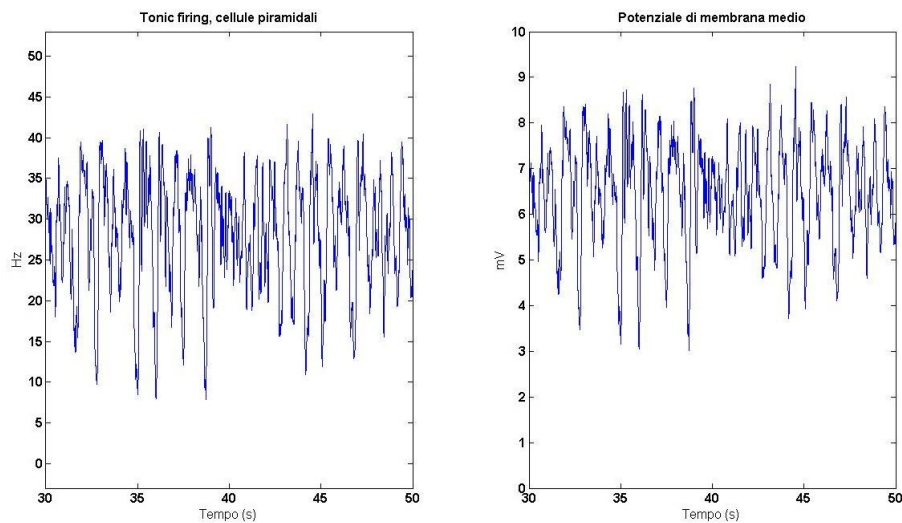 Tonic firing, cellule piramidali
50
45
40
35
30
25
20
15
10
5
0
Hz
30 35 40 45 50
Tempo (s)
Potenziale di membrana medio
10
9
8
7
6
5
4
3
2
1
0
mV
30 35 40 45 50
Tempo (s)